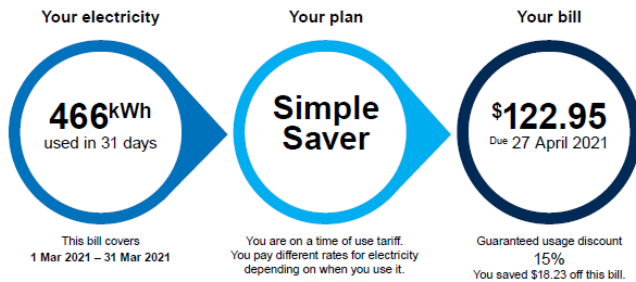 Your electricity
466kWh
used in 31 days
This bill covers
1 Mar 2021 – 31 Mar 2021
Your plan
Simple
Saver
You are on a time of use tariff.
You pay different rates for electricity
depending on when you use it.
Your bill
$122.95
Due 27 April 2021
Guaranteed usage discount
15%
You saved $18.23 off this bill.